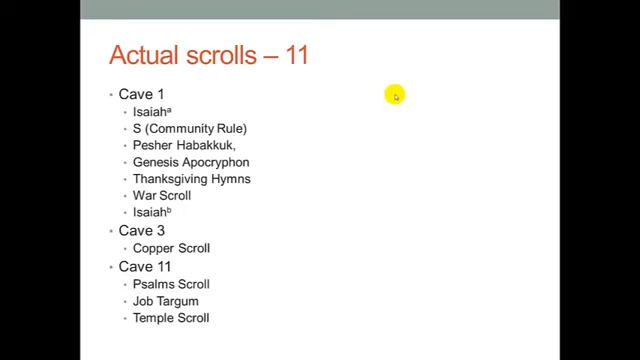 Actual scrolls – 11
Cave 1
Isaiahᵃ
S (Community Rule)
Pesher Habakkuk,
Genesis Apocryphon
Thanksgiving Hymns
War Scroll
Isaiahᵇ
Cave 3
Copper Scroll
Cave 11
Psalms Scroll
Job Targum
Temple Scroll